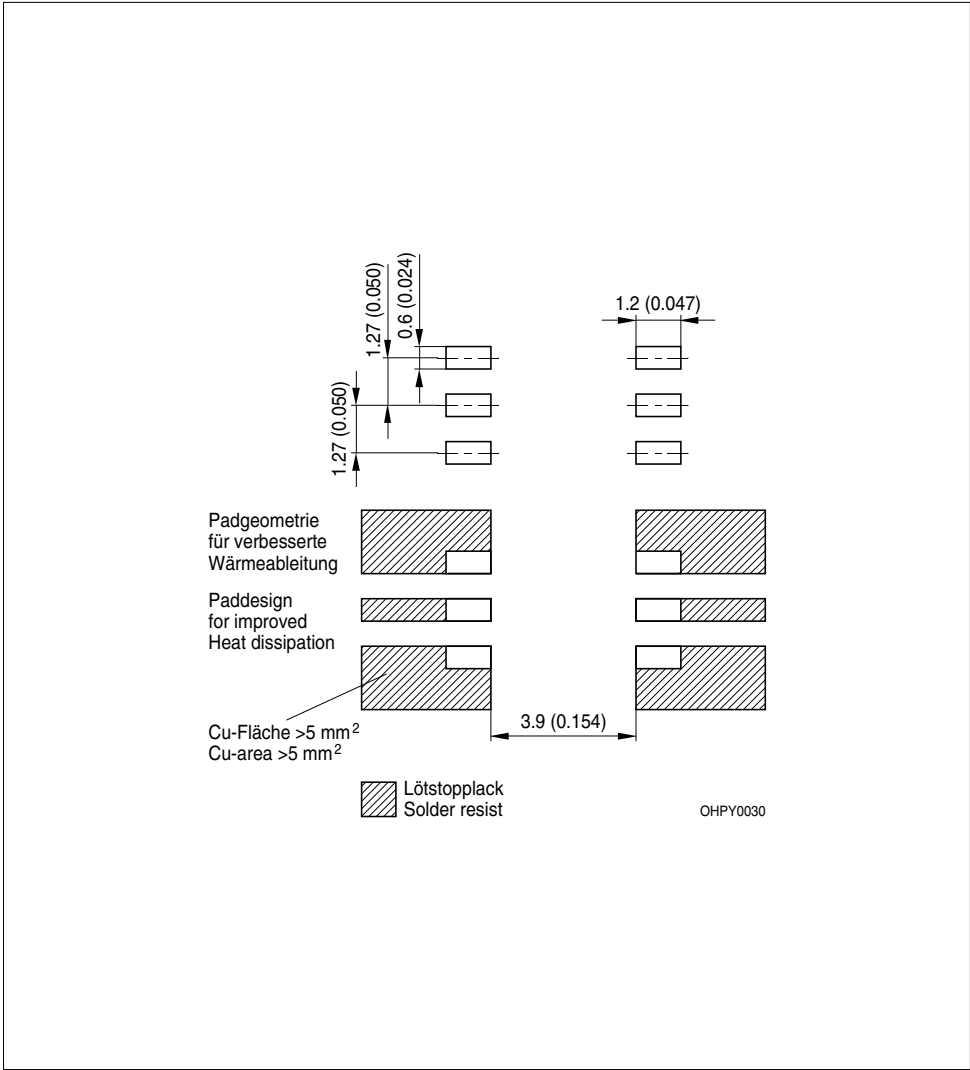 1.27 (0.050)
0.6 (0.024)
1.2 (0.047)
1.27 (0.050)
Padgeometrie
für verbesserte
Wärmeableitung
Paddesign
for improved
Heat dissipation
3.9 (0.154)
Cu-Fläche >5 mm²
Cu-area >5 mm²
Lötstopplack
Solder resist
OHPY0030